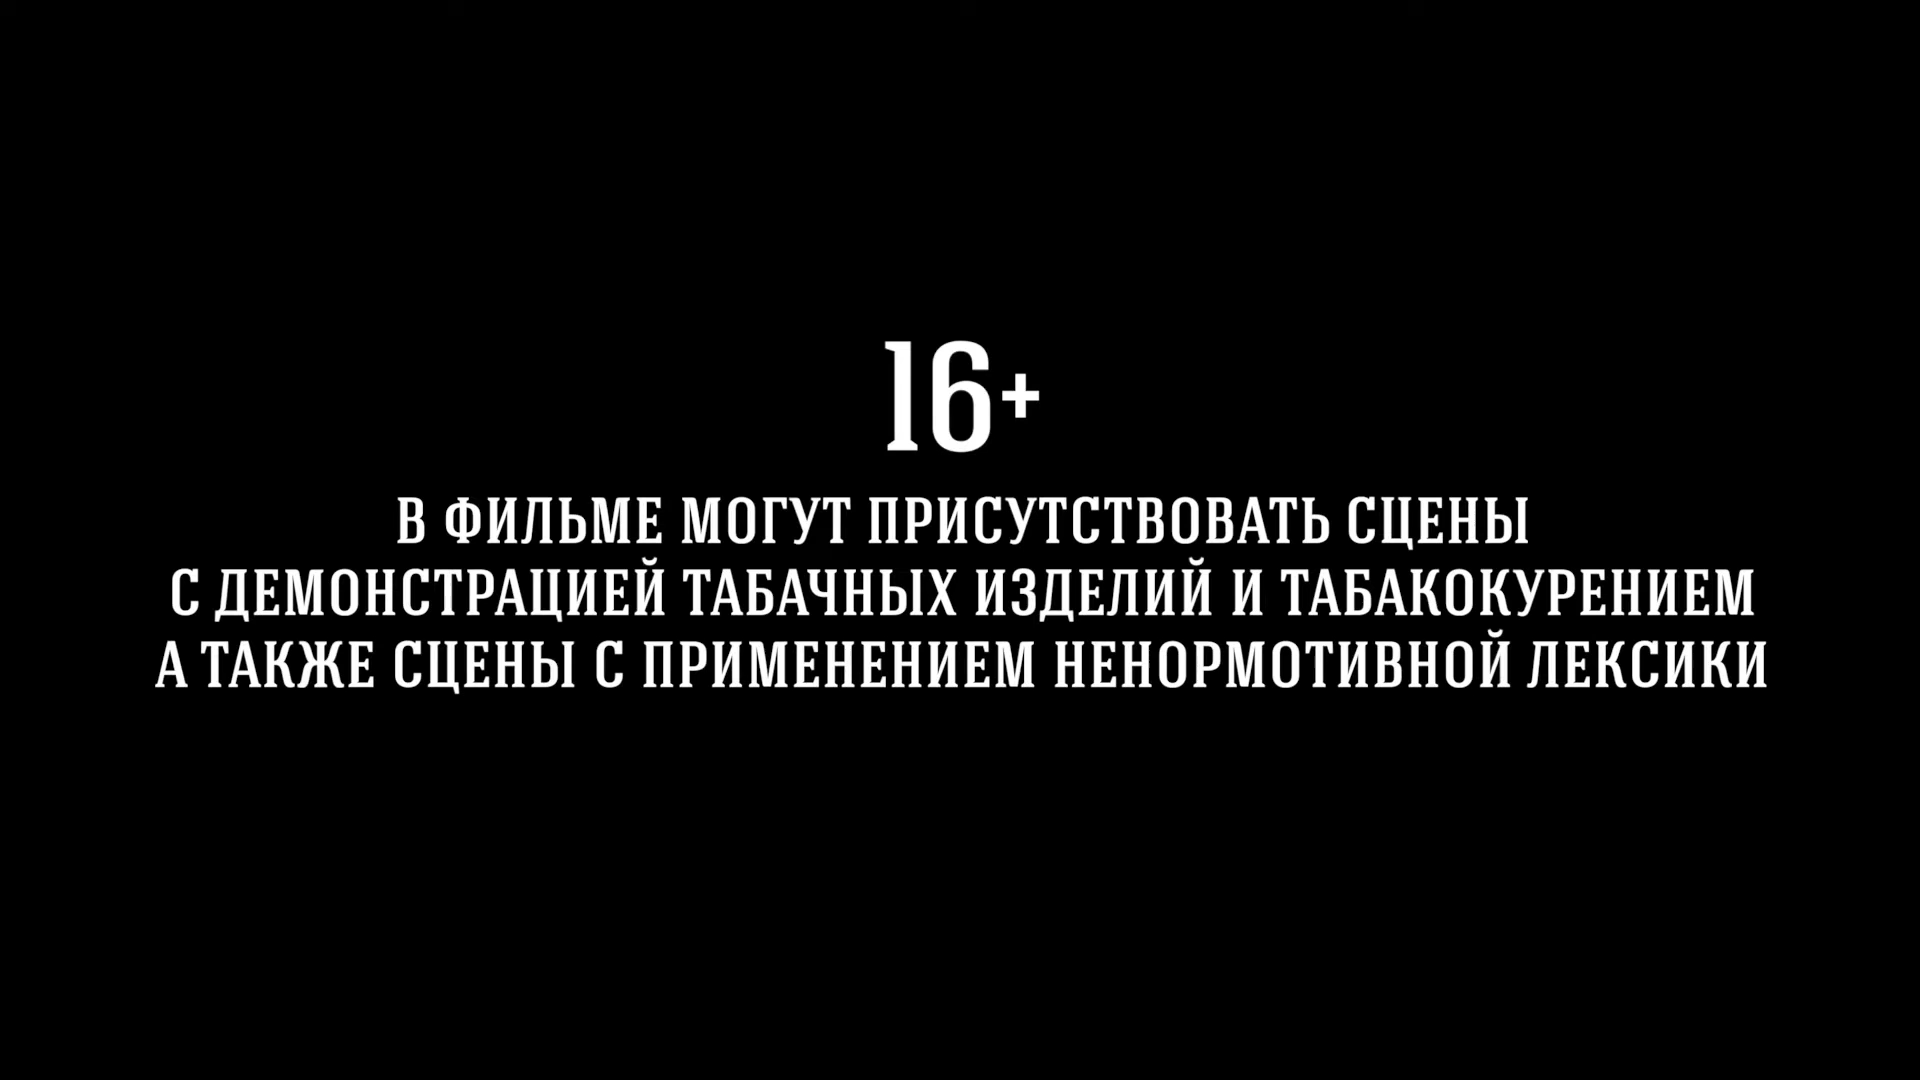 16+
В ФИЛЬМЕ МОГУТ ПРИСУТСТВОВАТЬ СЦЕНЫ
С ДЕМОНСТРАЦИЕЙ ТАБАЧНЫХ ИЗДЕЛИЙ И ТАБАКОКУРЕНИЕМ
А ТАКЖЕ СЦЕНЫ С ПРИМЕНЕНИЕМ НЕНОРМОТИВНОЙ ЛЕКСИКИ